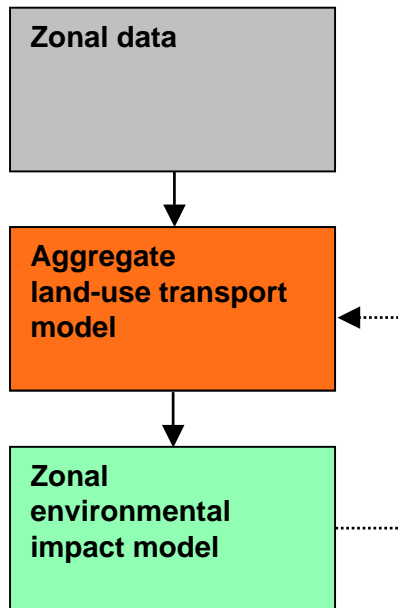 Zonal data
Aggregate
land-use transport
model
Zonal
environmental
impact model